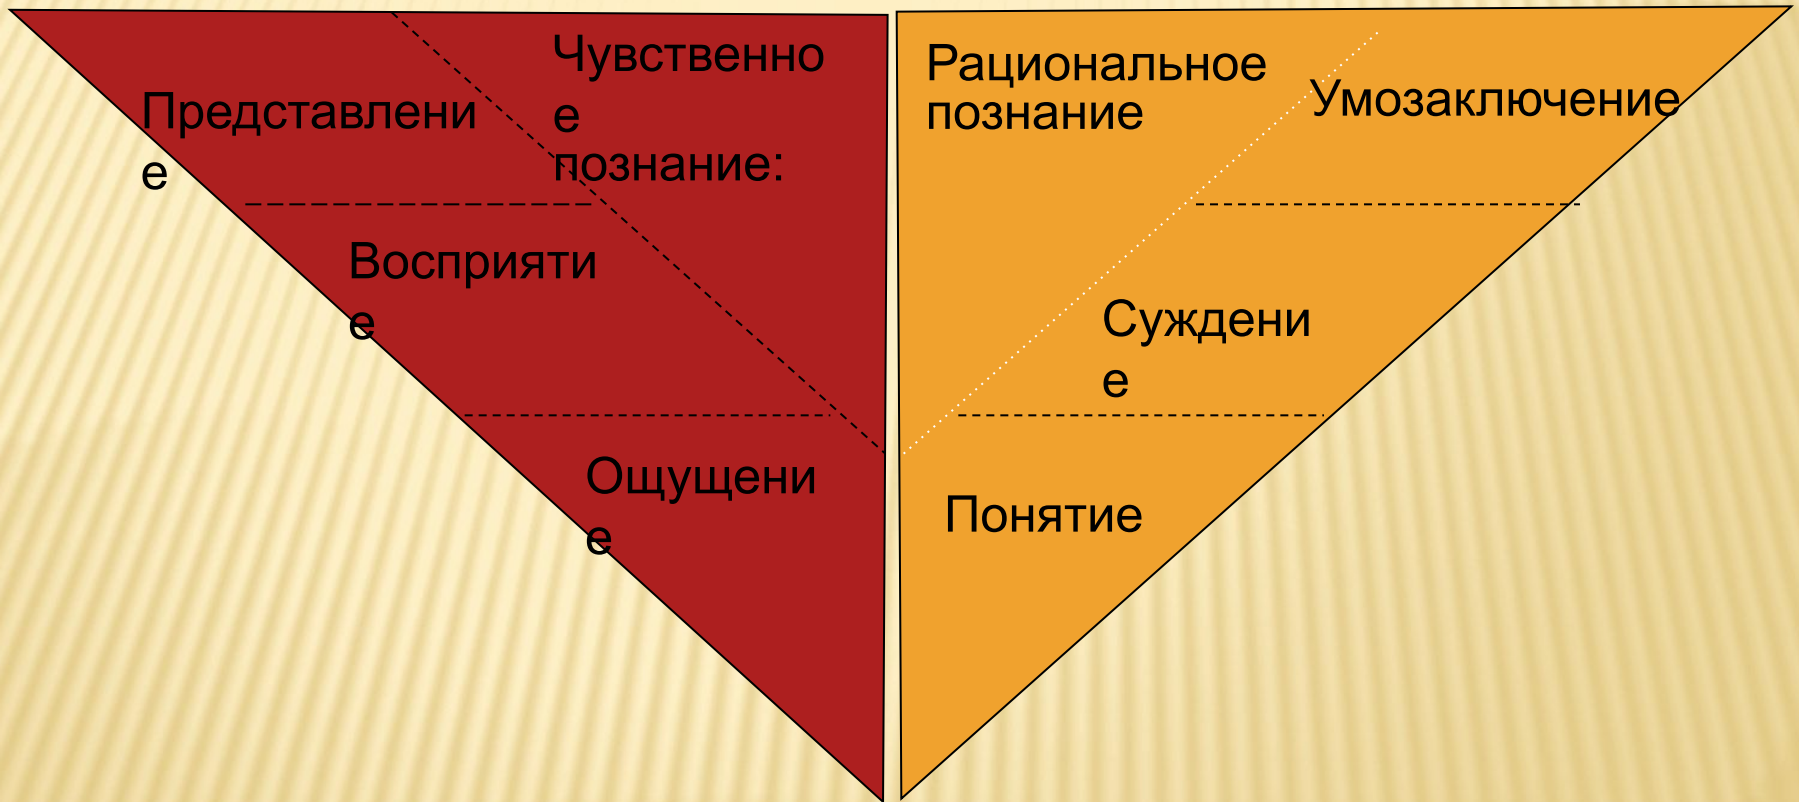 Чувственно
е
познание:
Представлени
е
Восприяти
е
Ощущени
е
Рациональное
познание
Умозаключение
Суждени
е
Понятие